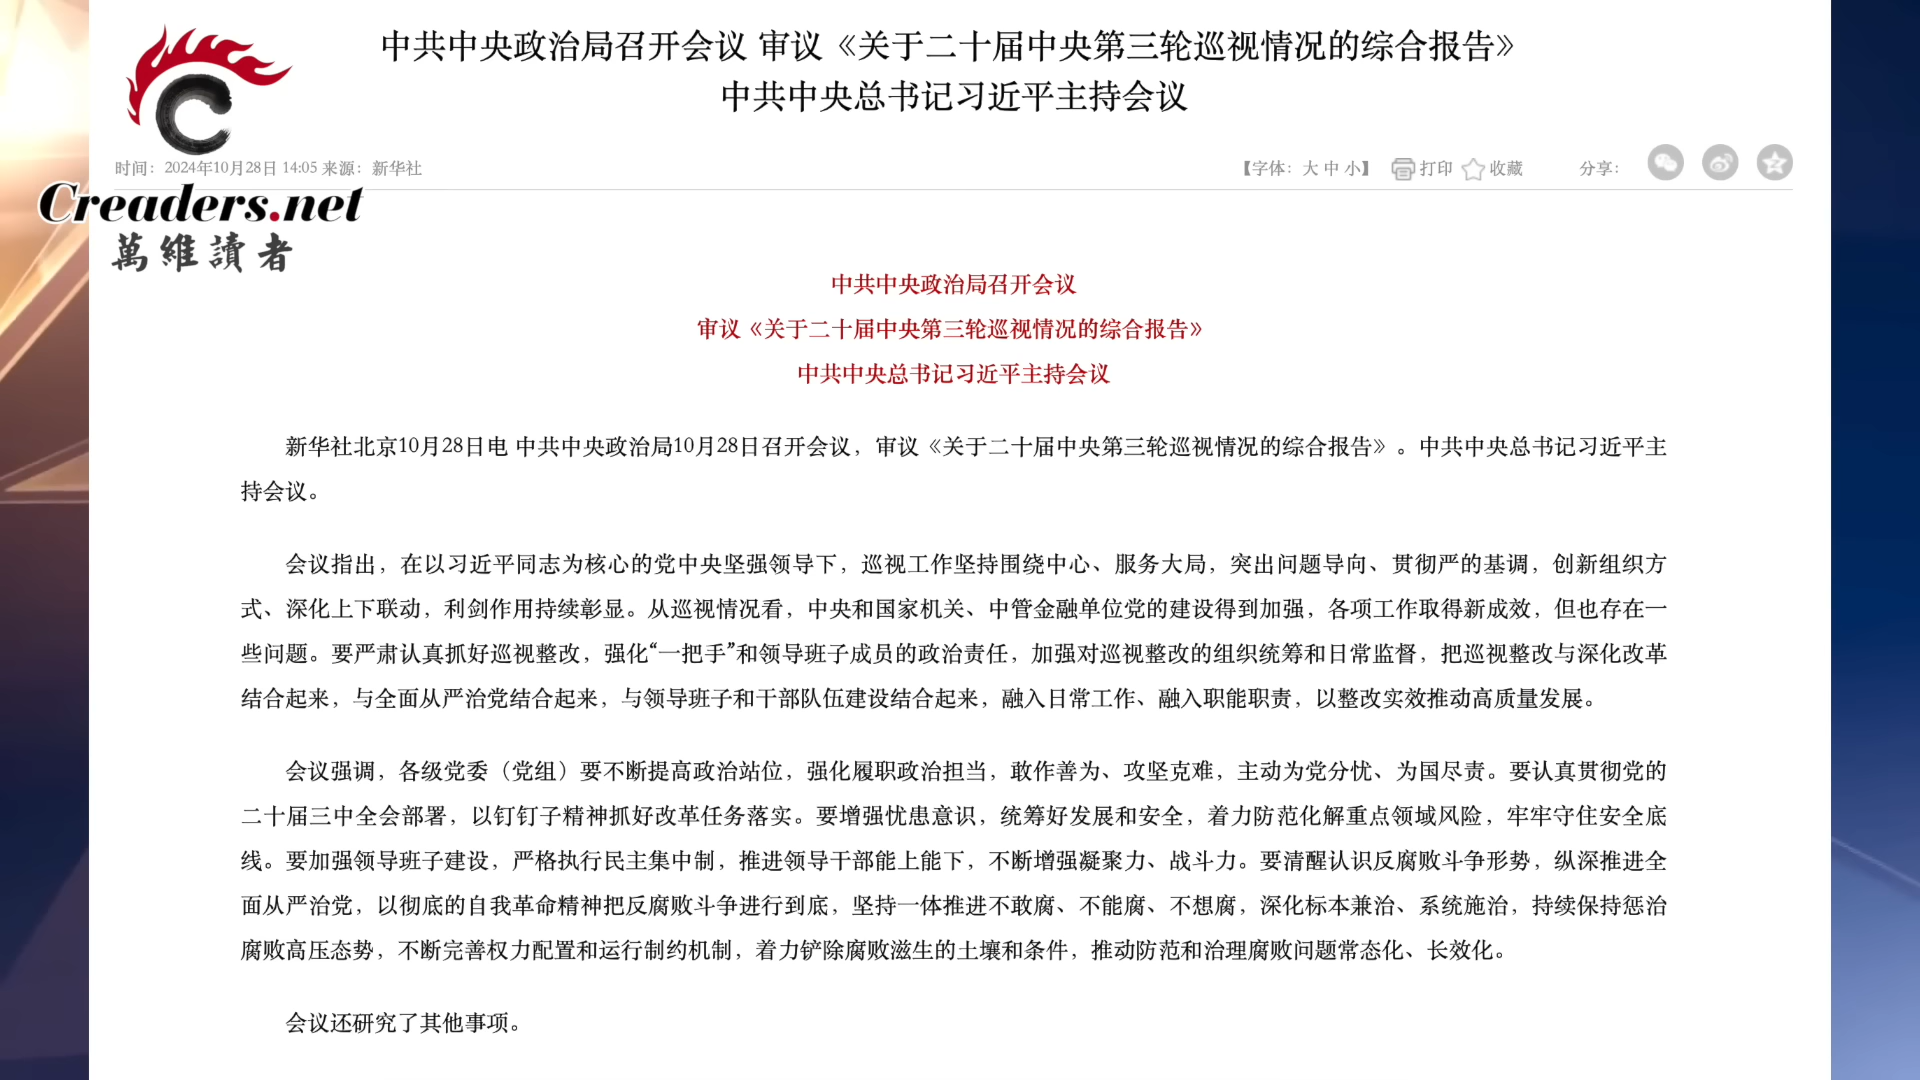 中共中央政治局召开会议 审议《关于二十届中央第三轮巡视情况的综合报告》
中共中央总书记习近平主持会议
时间：2024年10月28日 14:05 来源：新华社
【字体：大 中 小】 打印 收藏 分享：
Creaders.net
萬維讀者
中共中央政治局召开会议
审议《关于二十届中央第三轮巡视情况的综合报告》
中共中央总书记习近平主持会议
新华社北京10月28日电 中共中央政治局10月28日召开会议，审议《关于二十届中央第三轮巡视情况的综合报告》。中共中央总书记习近平主
持会议。
会议指出，在以习近平同志为核心的党中央坚强领导下，巡视工作坚持围绕中心、服务大局，突出问题导向、贯彻严的基调，创新组织方
式、深化上下联动，利剑作用持续彰显。从巡视情况看，中央和国家机关、中管金融单位党的建设得到加强，各项工作取得新成效，但也存在一
些问题。要严肃认真抓好巡视整改，强化“一把手”和领导班子成员的政治责任，加强对巡视整改的组织统筹和日常监督，把巡视整改与深化改革
结合起来，与全面从严治党结合起来，与领导班子和干部队伍建设结合起来，融入日常工作、融入职能职责，以整改实效推动高质量发展。
会议强调，各级党委（党组）要不断提高政治站位，强化履职政治担当，敢作善为、攻坚克难，主动为党分忧、为国尽责。要认真贯彻党的
二十届三中全会部署，以钉钉子精神抓好改革任务落实。要增强忧患意识，统筹好发展和安全，着力防范化解重点领域风险，牢牢守住安全底
线。要加强领导班子建设，严格执行民主集中制，推进领导干部能上能下，不断增强凝聚力、战斗力。要清醒认识反腐败斗争形势，纵深推进全
面从严治党，以彻底的自我革命精神把反腐败斗争进行到底，坚持一体推进不敢腐、不能腐、不想腐，深化标本兼治、系统施治，持续保持惩治
腐败高压态势，不断完善权力配置和运行制约机制，着力铲除腐败滋生的土壤和条件，推动防范和治理腐败问题常态化、长效化。
会议还研究了其他事项。